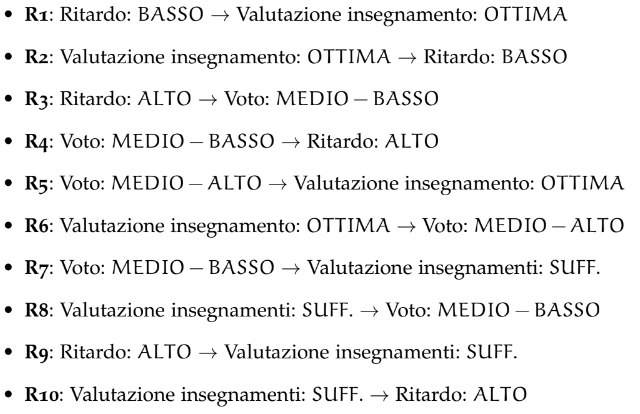 • R1: Ritardo: BASSO → Valutazione insegnamento: OTTIMA
• R2: Valutazione insegnamento: OTTIMA → Ritardo: BASSO
• R3: Ritardo: ALTO → Voto: MEDIO − BASSO
• R4: Voto: MEDIO − BASSO → Ritardo: ALTO
• R5: Voto: MEDIO − ALTO → Valutazione insegnamento: OTTIMA
• R6: Valutazione insegnamento: OTTIMA → Voto: MEDIO − ALTO
• R7: Voto: MEDIO − BASSO → Valutazione insegnamenti: SUFF.
• R8: Valutazione insegnamenti: SUFF. → Voto: MEDIO − BASSO
• R9: Ritardo: ALTO → Valutazione insegnamenti: SUFF.
• R10: Valutazione insegnamenti: SUFF. → Ritardo: ALTO